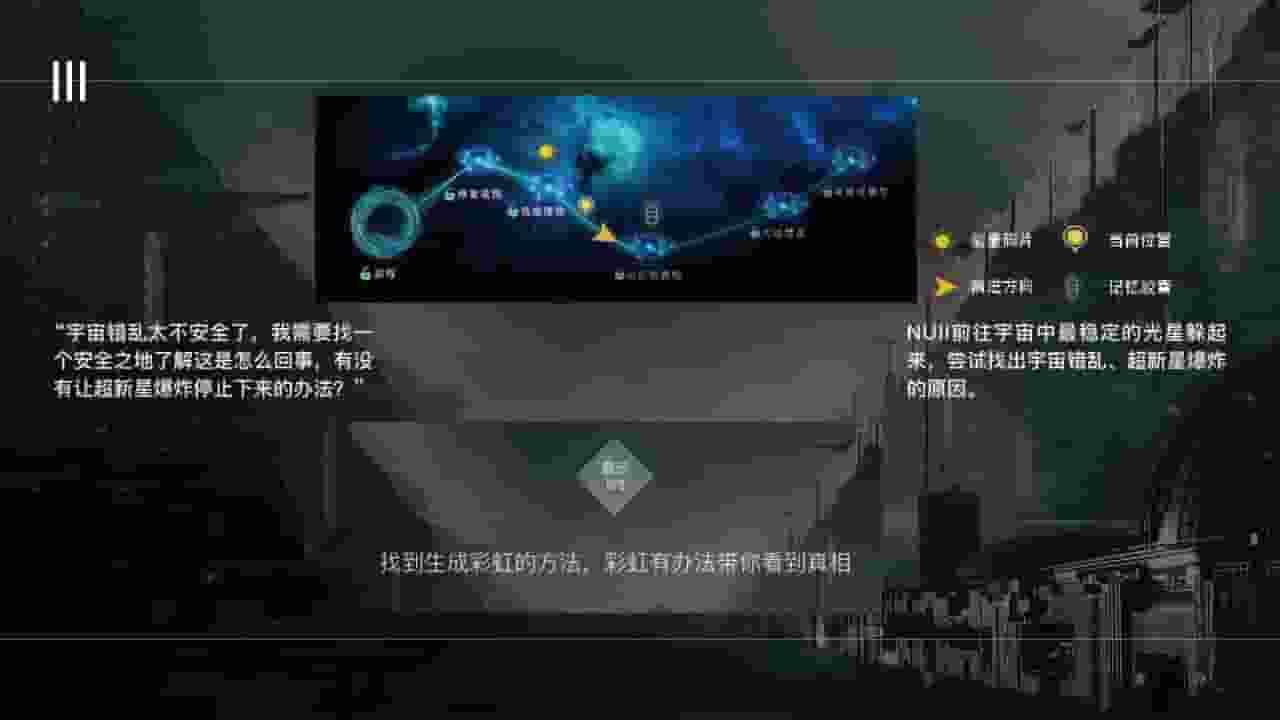 “宇宙错乱太不安全了，我需要找一
个安全之地了解这是怎么回事，有没
有让超新星爆炸停止下来的办法？”
能量碎片
当前位置
前进方向
记忆胶囊
NUII前往宇宙中最稳定的光星躲起
来，尝试找出宇宙错乱、超新星爆炸
的原因。
找到生成彩虹的方法，彩虹有办法带你看到真相